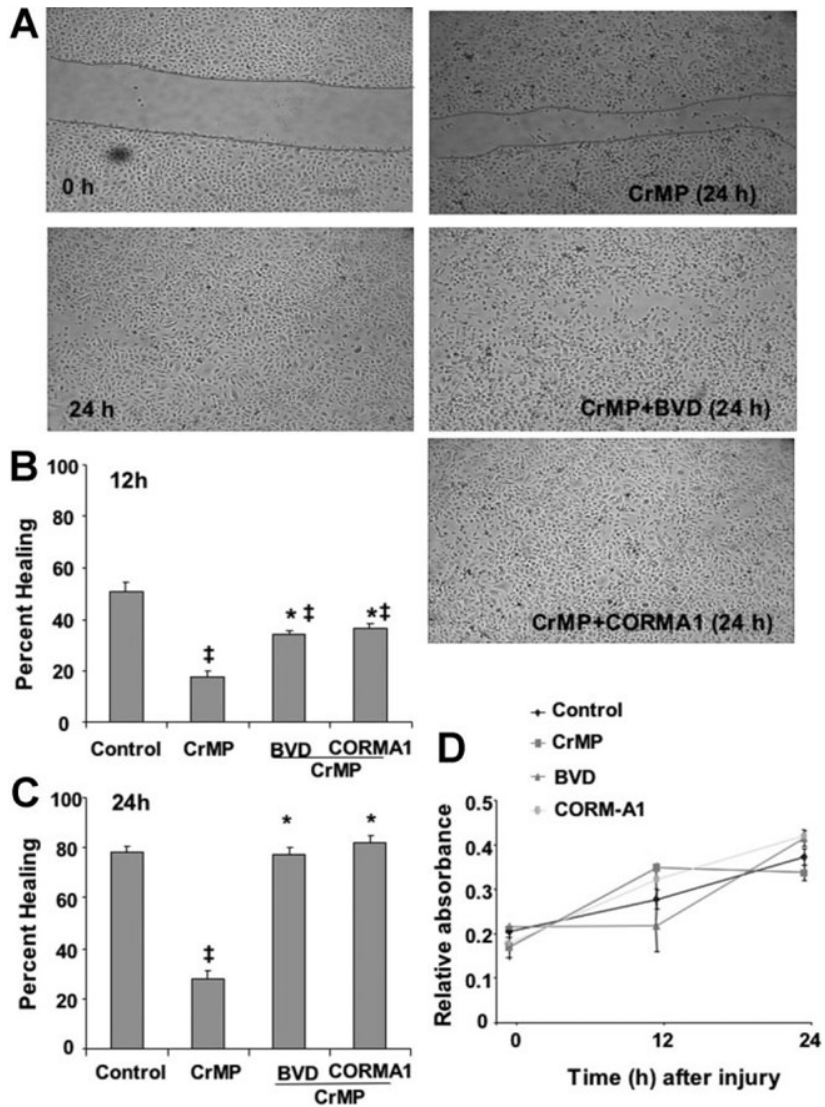 A
0 h
CrMP (24 h)
24 h
CrMP+BVD (24 h)
CrMP+CORMA1 (24 h)
B
12h
Percent Healing
100
80
60
40
20
0
‡
* ‡
*‡
Control CrMP BVD CORMA1
CrMP
C
24h
Percent Healing
100
80
60
40
20
0
‡
*
*
Control CrMP BVD CORMA1
CrMP
D
Control
CrMP
BVD
CORM-A1
Relative absorbance
0.5
0.4
0.3
0.2
0.1
0
0 12 24
Time (h) after injury